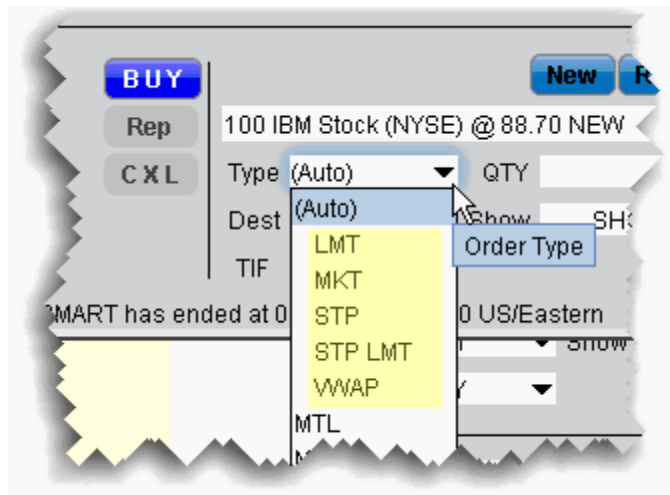 BUY
New
Rep
100 IBM Stock (NYSE) @ 88.70 NEW
CXL
Type (Auto) QTY
Dest (Auto) Show
Order Type
LMT
TIF
MKT
SMART has ended at 0 STP 0 US/Eastern
STP LMT
Show
VWAP
MTL